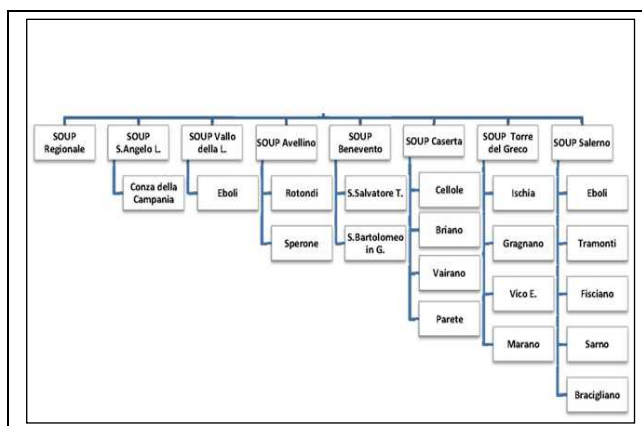 SOUP
Regionale
SOUP
S.Angelo L.
SOUP Vallo
della L.
SOUP Avellino
SOUP
Benevento
SOUP Caserta
SOUP Torre
del Greco
SOUP Salerno
Conza della
Campania
Eboli
Rotondi
S.Salvatore T.
Cellole
Ischia
Eboli
Sperone
S.Bartolomeo
in G.
Briano
Gragnano
Tramonti
Vairano
Vico E.
Fisciano
Parete
Marano
Sarno
Bracigliano